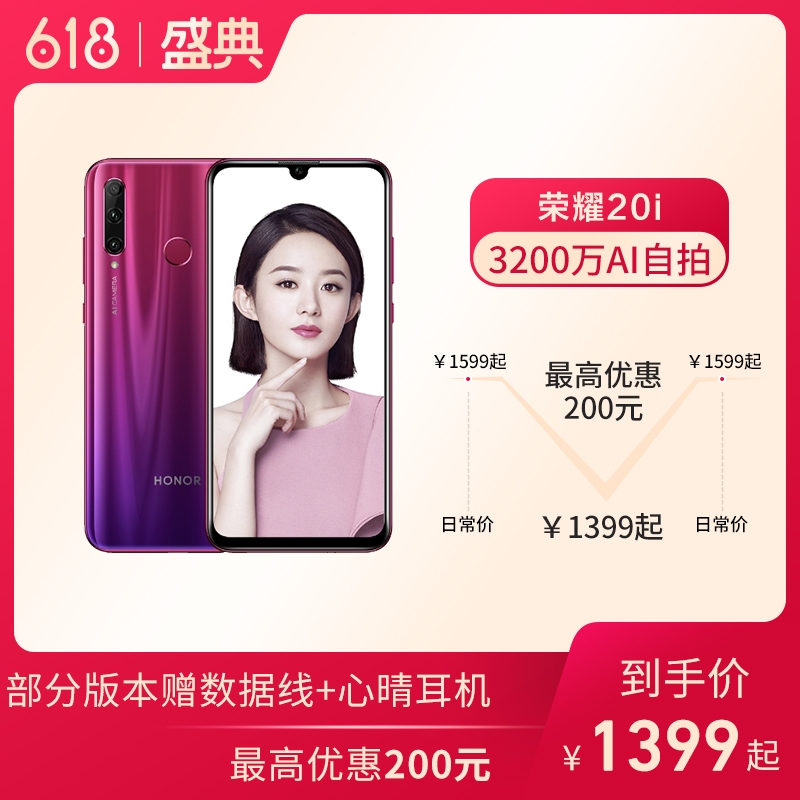 618 | 盛典
荣耀20i
3200万AI自拍
￥1599起
最高优惠
200元
￥1599起
日常价
￥1399起
日常价
AI CAMERA
HONOR
部分版本赠数据线+心晴耳机
最高优惠200元
到手价
￥1399起